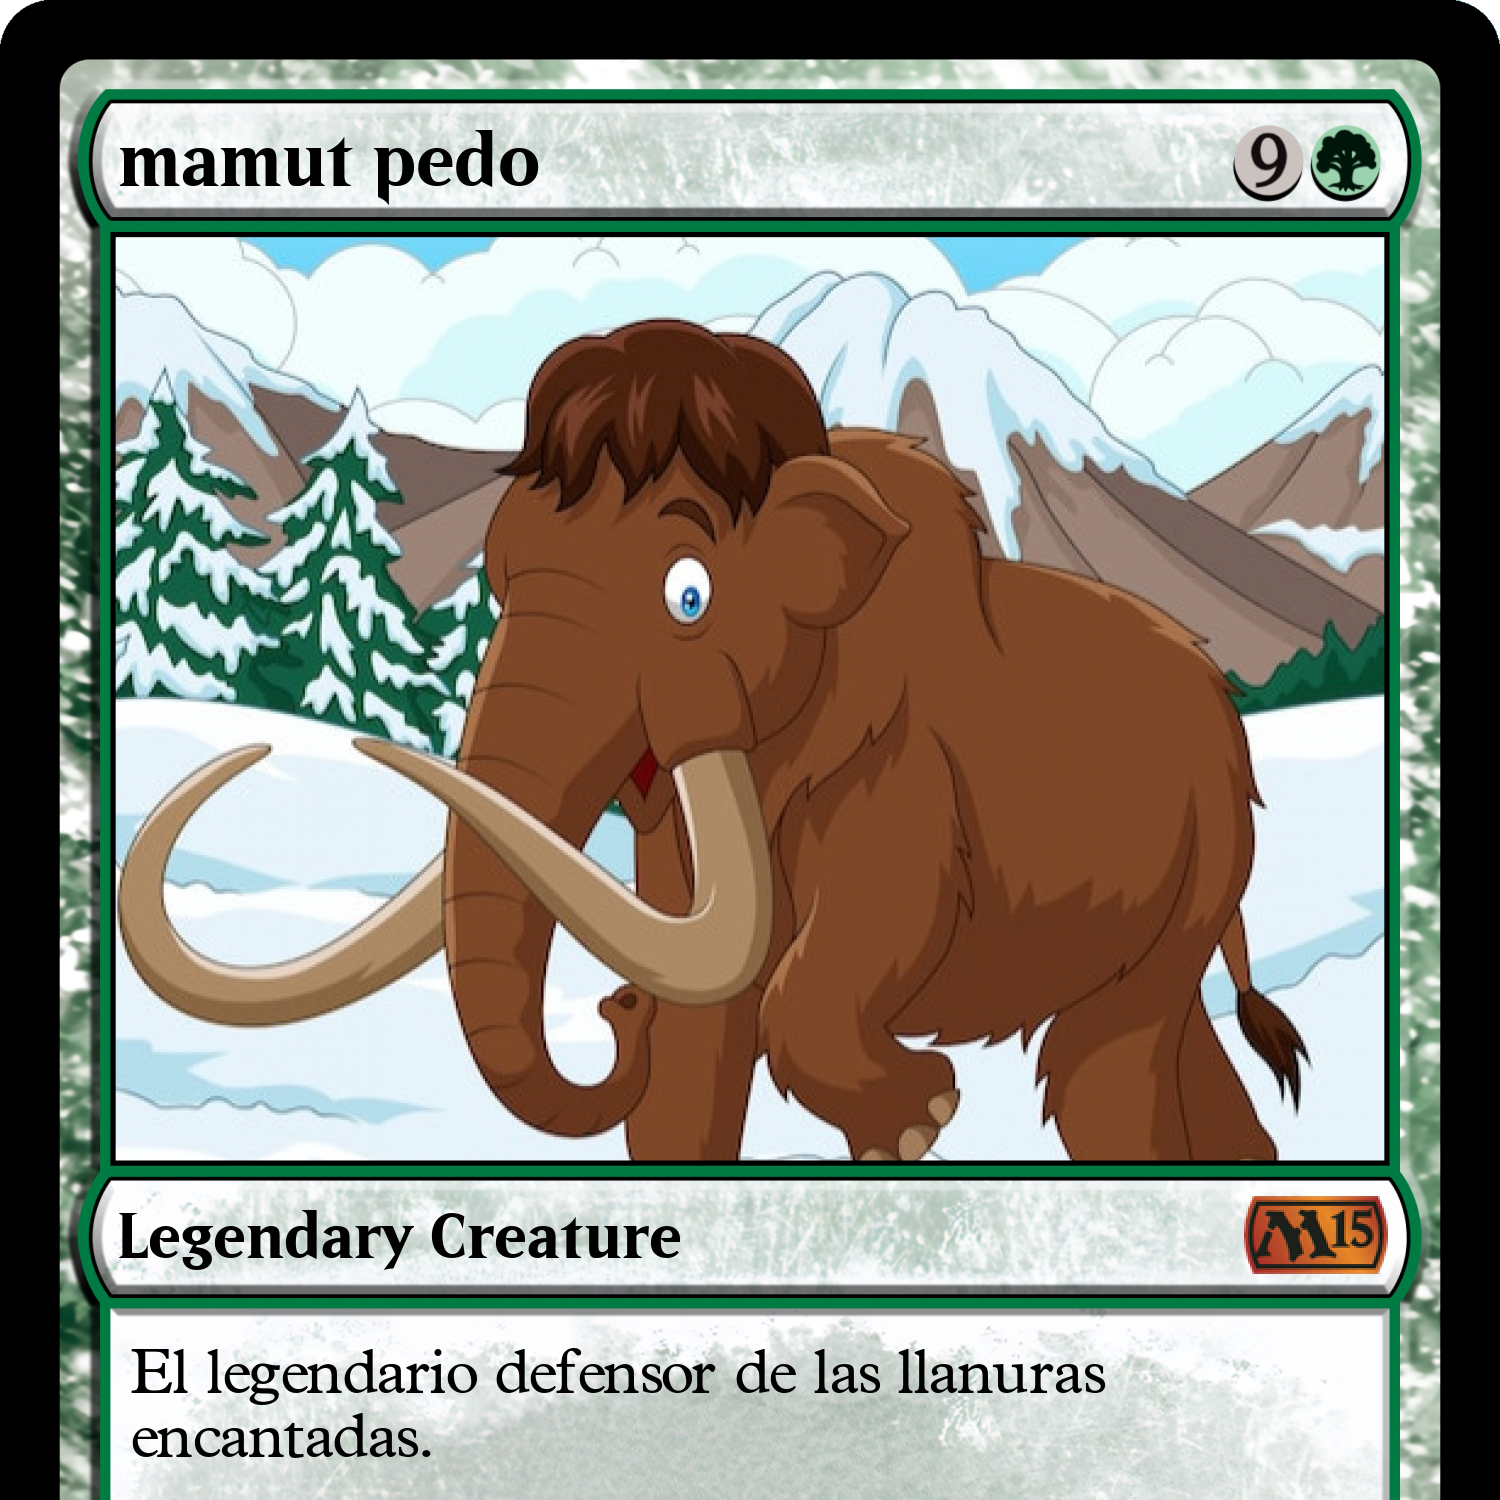 mamut pedo 9
Legendary Creature M15
El legendario defensor de las llanuras
encantadas.